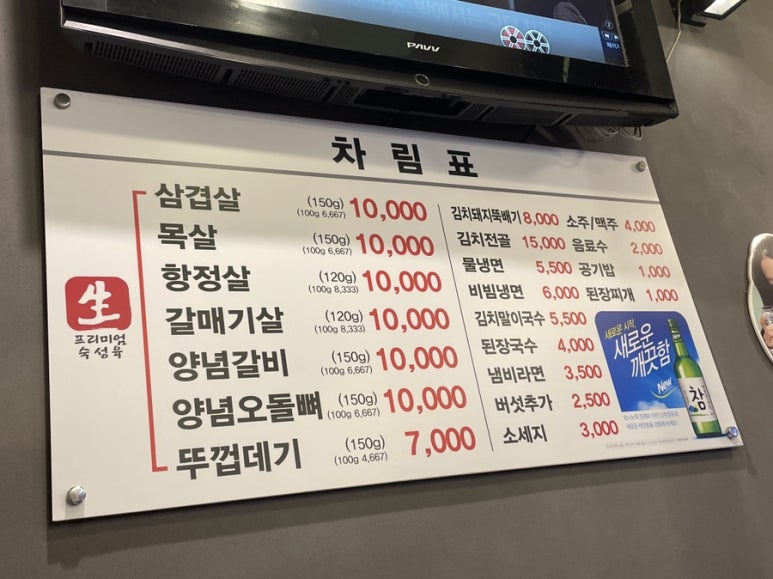 PAVV
차림표
生
프리미엄
숙성육
삼겹살 (150g) 10,000
(100g 6,667)
목살 (150g) 10,000
(100g 6,667)
항정살 (120g) 10,000
(100g 8,333)
갈매기살 (120g) 10,000
(100g 8,333)
양념갈비 (150g) 10,000
(100g 6,667)
양념오돌뼈 (150g) 10,000
(100g 6,667)
뚜껍데기 (150g) 7,000
(100g 4,667)
김치돼지뚝배기 8,000
김치전골 15,000
물냉면 5,500
비빔냉면 6,000
김치말이국수 5,500
된장국수 4,000
냄비라면 3,500
버섯추가 2,500
소세지 3,000
소주/맥주 4,000
음료수 2,000
공기밥 1,000
된장찌개 1,000
새로운 시작,
새로운
깨끗함
New
참